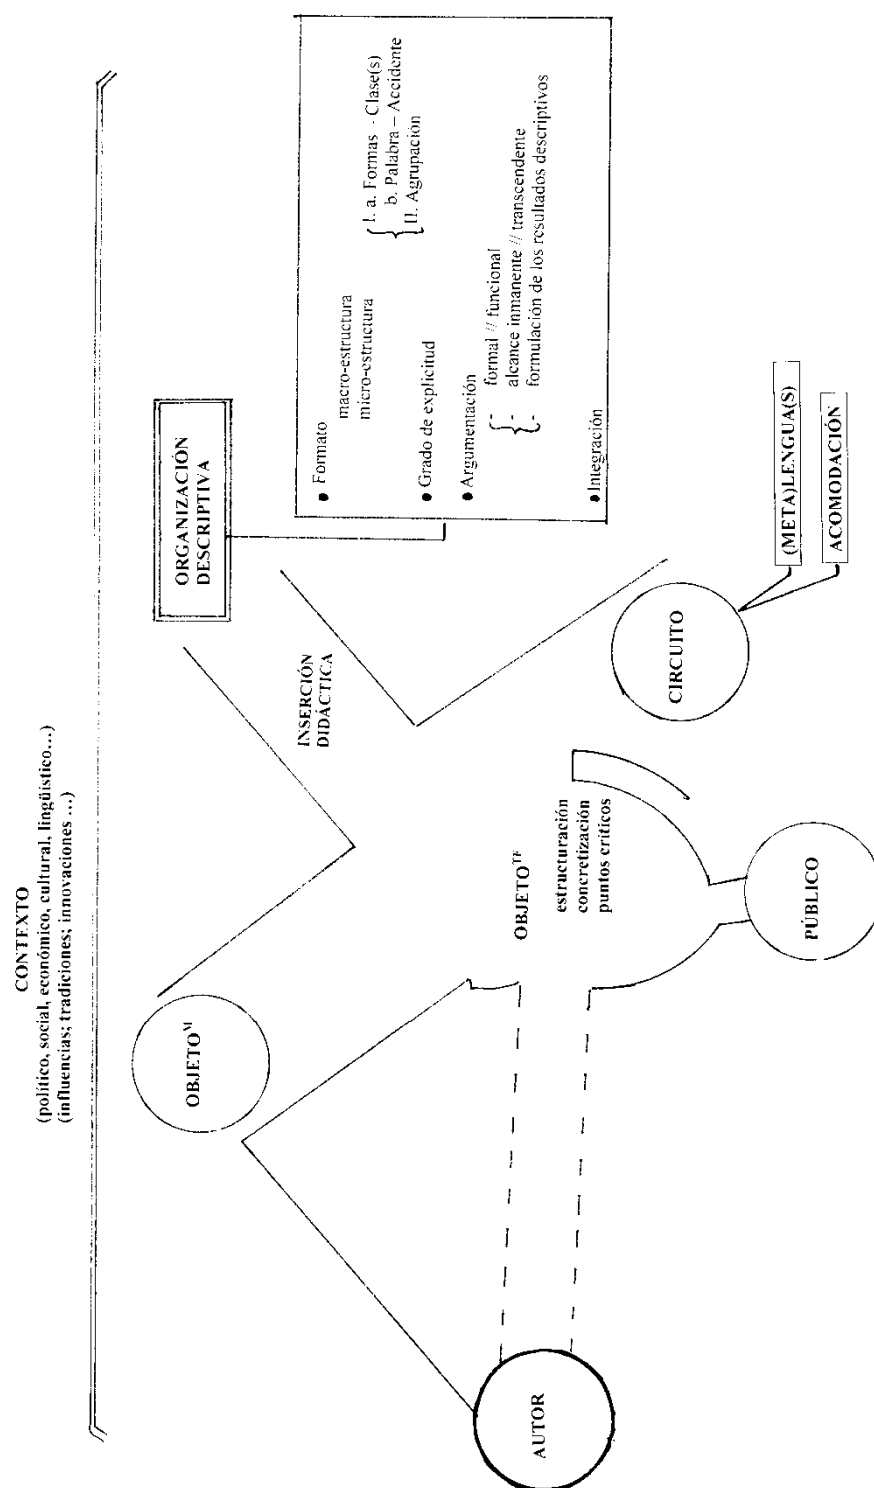 CONTEXTO
(político, social, económico, cultural, lingüístico...)
(influencias; tradiciones; innovaciones ...)
OBJETO
ORGANIZACIÓN
DESCRIPTIVA
INSERCIÓN
DIDÁCTICA
● Formato
macro-estructura
micro-estructura
I. a. Formas - Clase(s)
b. Palabra – Accidente
II. Agrupación
● Grado de explicitud
● Argumentación
- formal // funcional
alcance inmanente // transcendente
- formulación de los resultados descriptivos
● Integración
AUTOR
OBJETO
estructuración
concretización
puntos críticos
CIRCUITO
(META)LENGUA(S)
ACOMODACIÓN
PÚBLICO